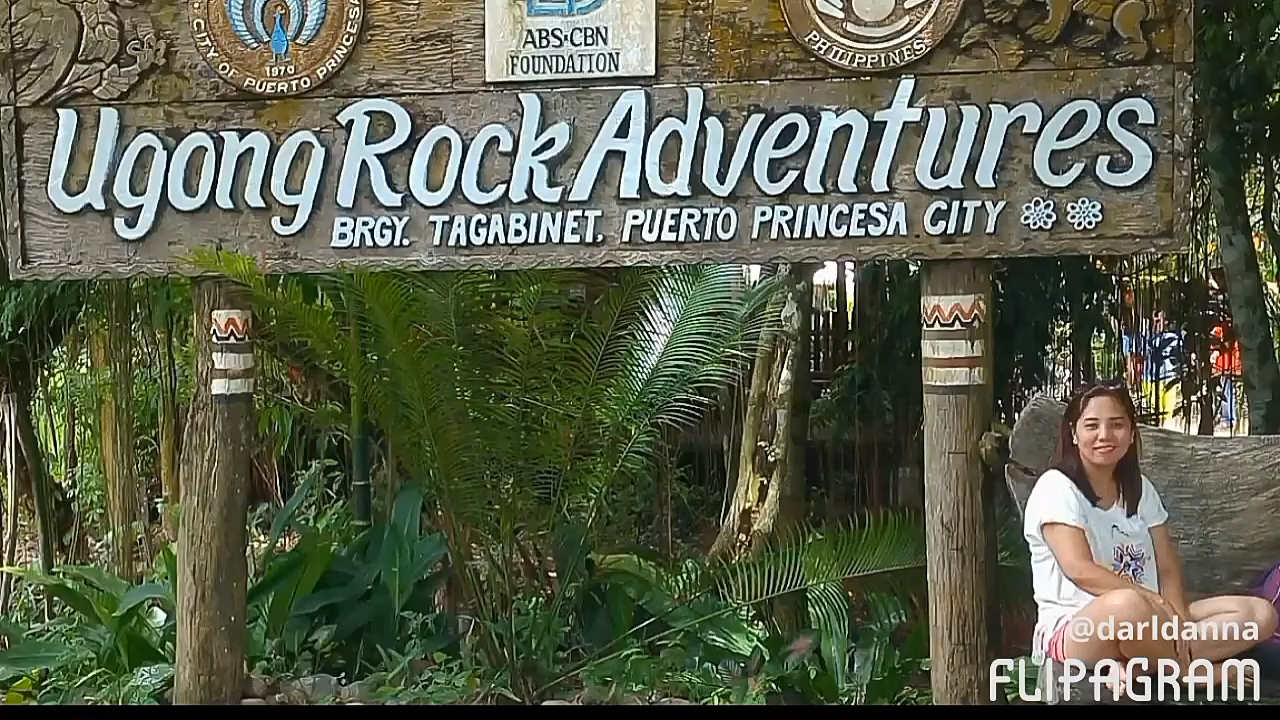 CITY OF PUERTO PRINCESA
1970
ABS-CBN
FOUNDATION
PHILIPPINES
Ugong Rock Adventures
BRGY. TAGABINET. PUERTO PRINCESA CITY
@darldanna
FLIPAGRAM